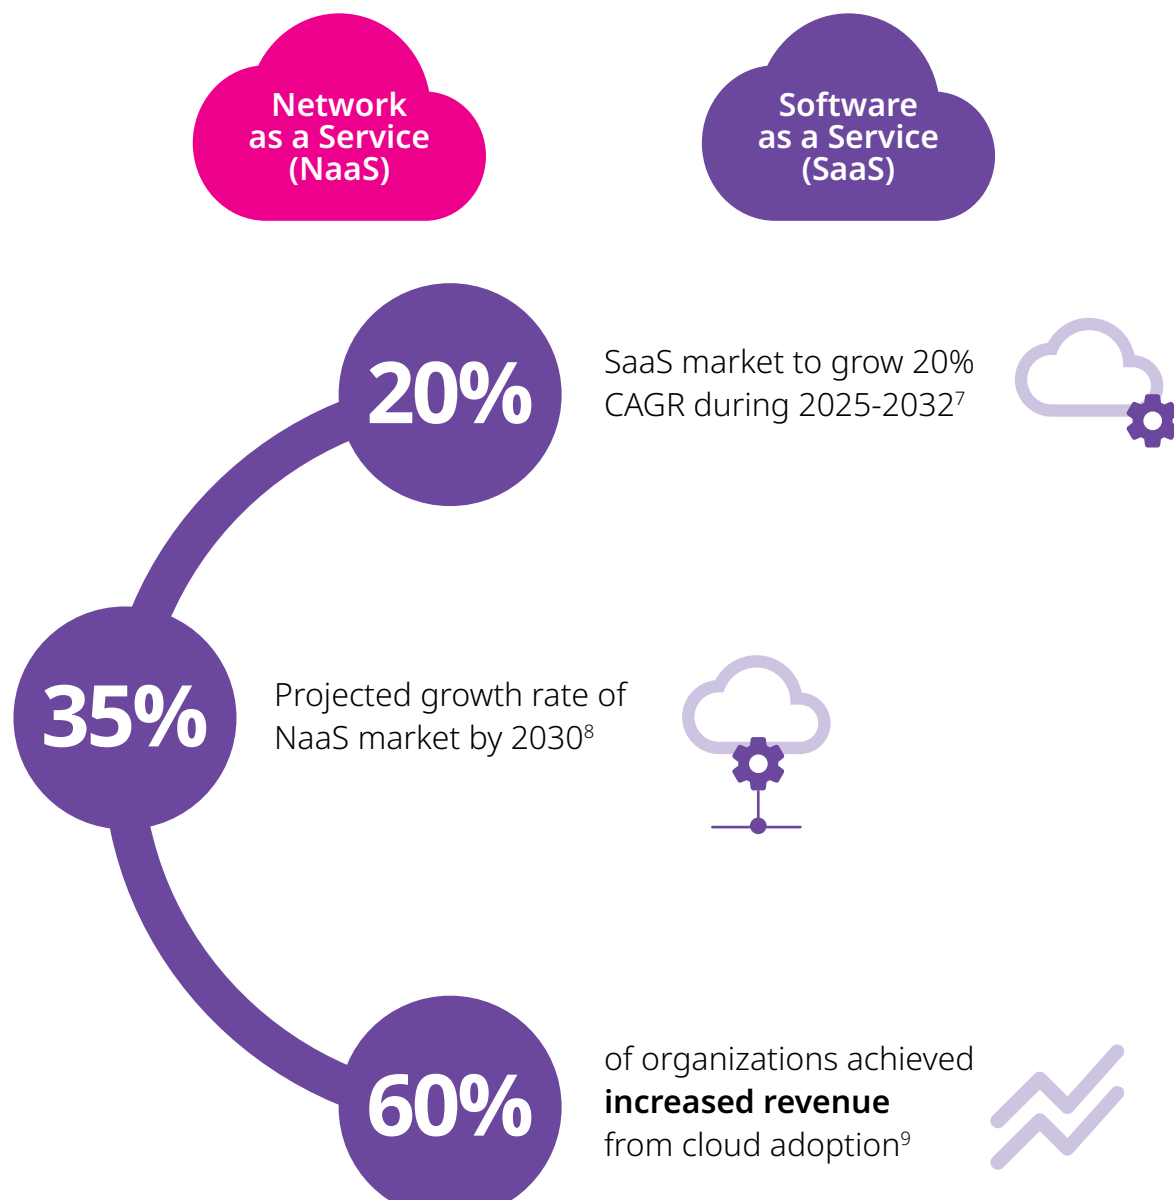 Network
as a Service
(NaaS)
Software
as a Service
(SaaS)
20%
SaaS market to grow 20%
CAGR during 2025-2032⁷
35%
Projected growth rate of
NaaS market by 2030⁸
60%
of organizations achieved
increased revenue
from cloud adoption⁹